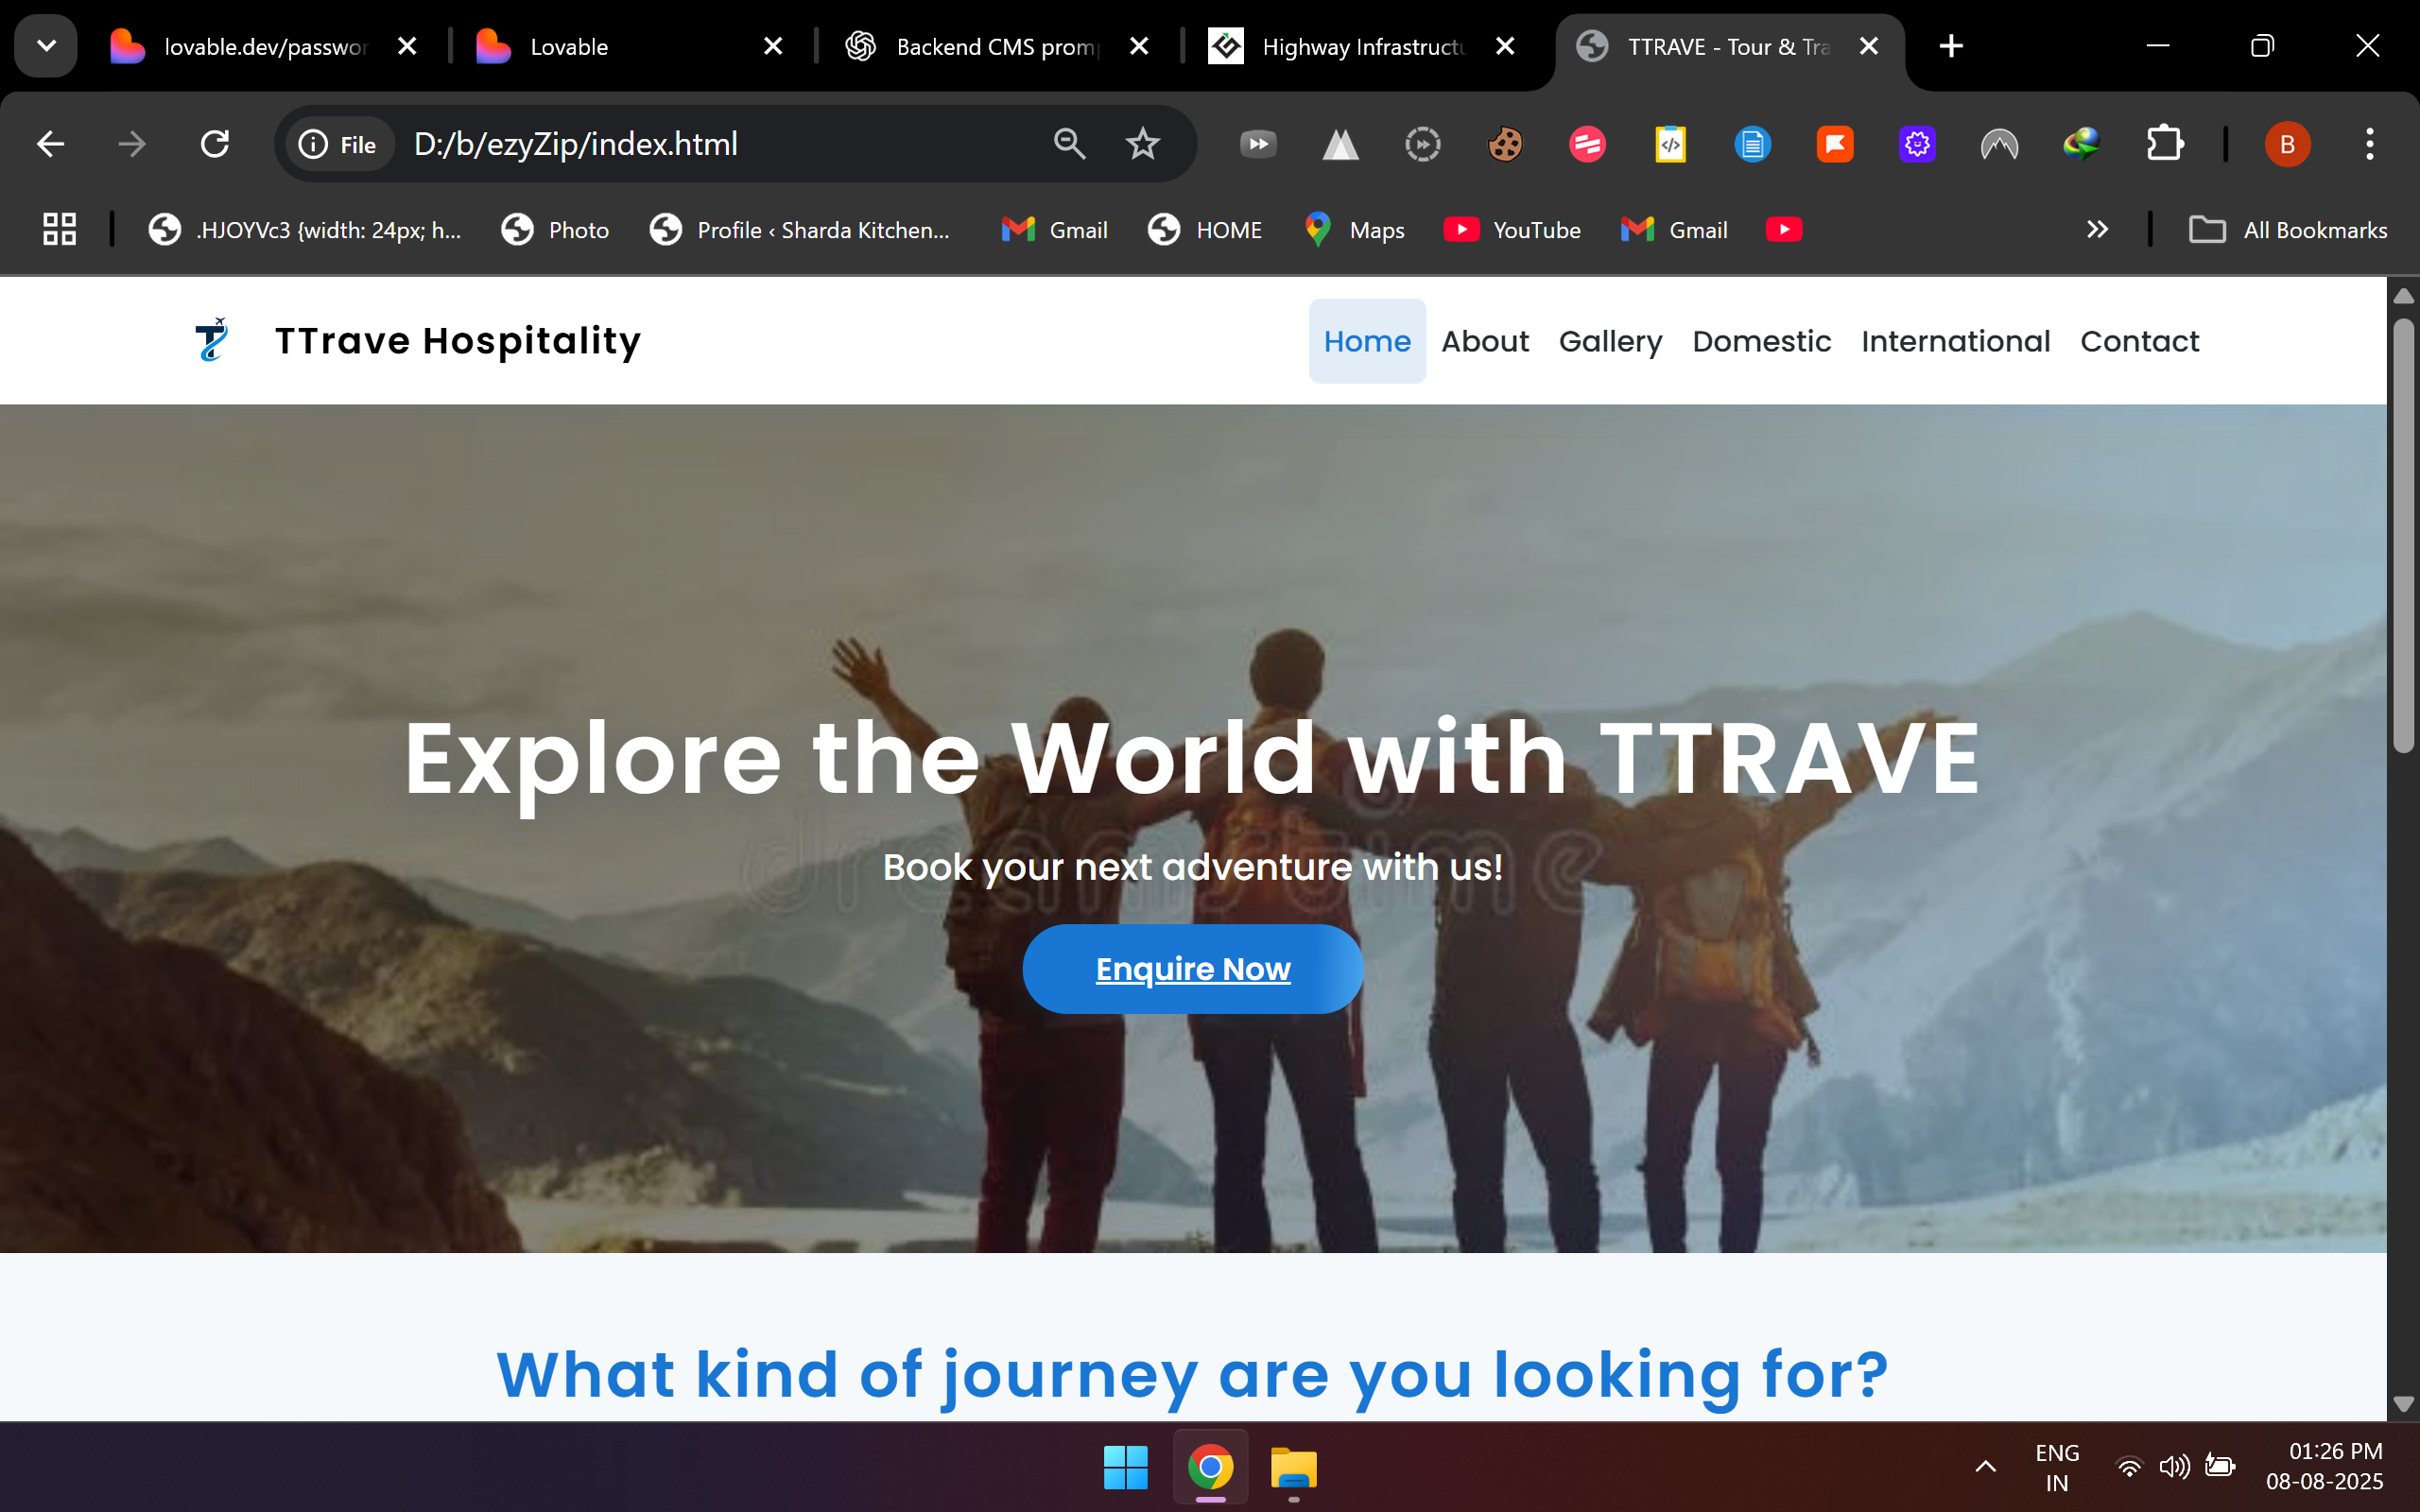 lovable.dev/passwor
Lovable
Backend CMS prom
Highway Infrastruct
TTRAVE - Tour & Tra
File
D:/b/ezyZip/index.html
B
.HJOYVc3 {width: 24px; h...
Photo
Profile ‹ Sharda Kitchen...
Gmail
HOME
Maps
YouTube
Gmail
All Bookmarks
TTrave Hospitality
Home
About
Gallery
Domestic
International
Contact
Explore the World with TTRAVE
dreamstime
Book your next adventure with us!
Enquire Now
What kind of journey are you looking for?
ENG
IN
01:26 PM
08-08-2025